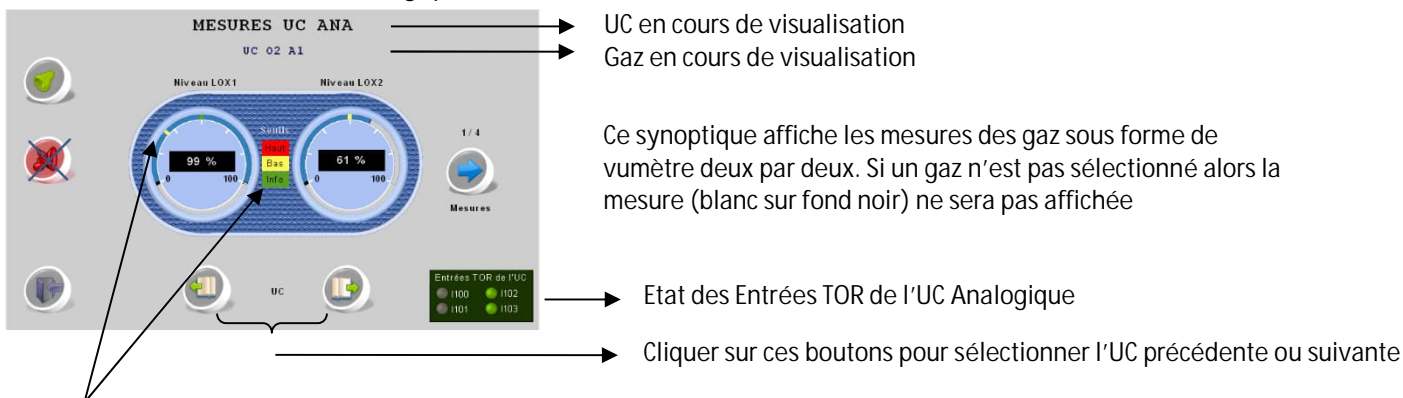 MESURES UC ANA
UC 02 A1
UC en cours de visualisation
Gaz en cours de visualisation
Niveau LOX1
Niveau LOX2
Seuils
Haut
Bas
Info
99 %
0 100
61 %
0 100
1 / 4
Mesures
Ce synoptique affiche les mesures des gaz sous forme de
vumètre deux par deux. Si un gaz n’est pas sélectionné alors la
mesure (blanc sur fond noir) ne sera pas affichée
UC
Entrées TOR de l'UC
I100 I102
I101 I103
Etat des Entrées TOR de l’UC Analogique
Cliquer sur ces boutons pour sélectionner l’UC précédente ou suivante